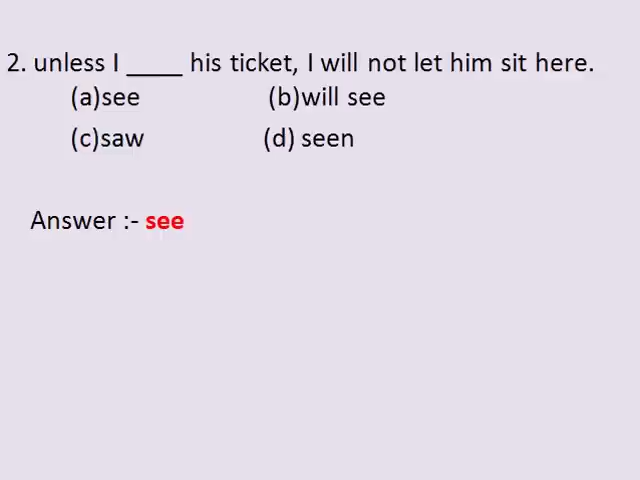 2. unless I ____ his ticket, I will not let him sit here.
(a)see (b)will see
(c)saw (d) seen
Answer :- see